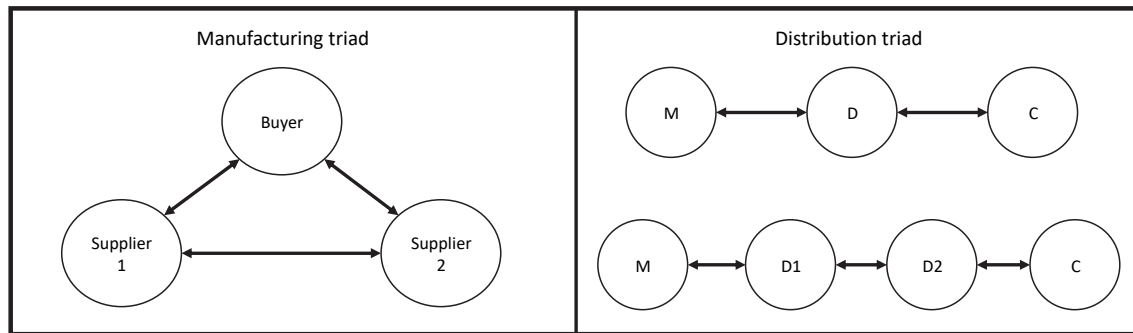 Manufacturing triad
Buyer
Supplier
1
Supplier
2
Distribution triad
M
D
C
M
D1
D2
C